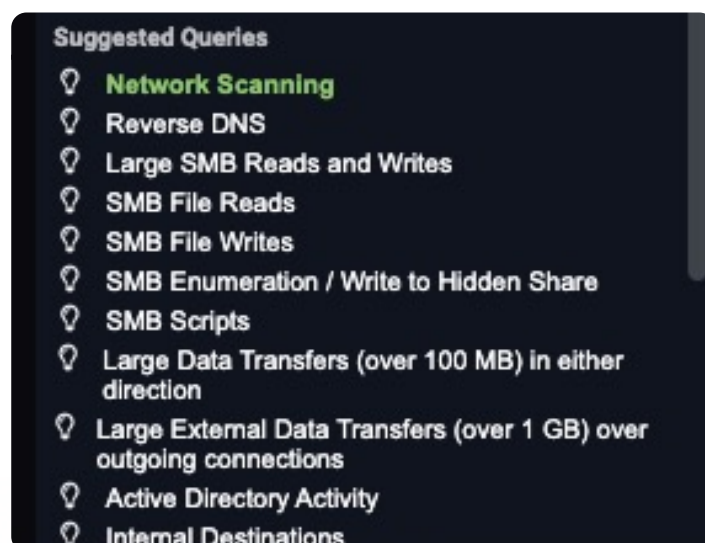 Suggested Queries
Network Scanning
Reverse DNS
Large SMB Reads and Writes
SMB File Reads
SMB File Writes
SMB Enumeration / Write to Hidden Share
SMB Scripts
Large Data Transfers (over 100 MB) in either
direction
Large External Data Transfers (over 1 GB) over
outgoing connections
Active Directory Activity
Internal Destinations